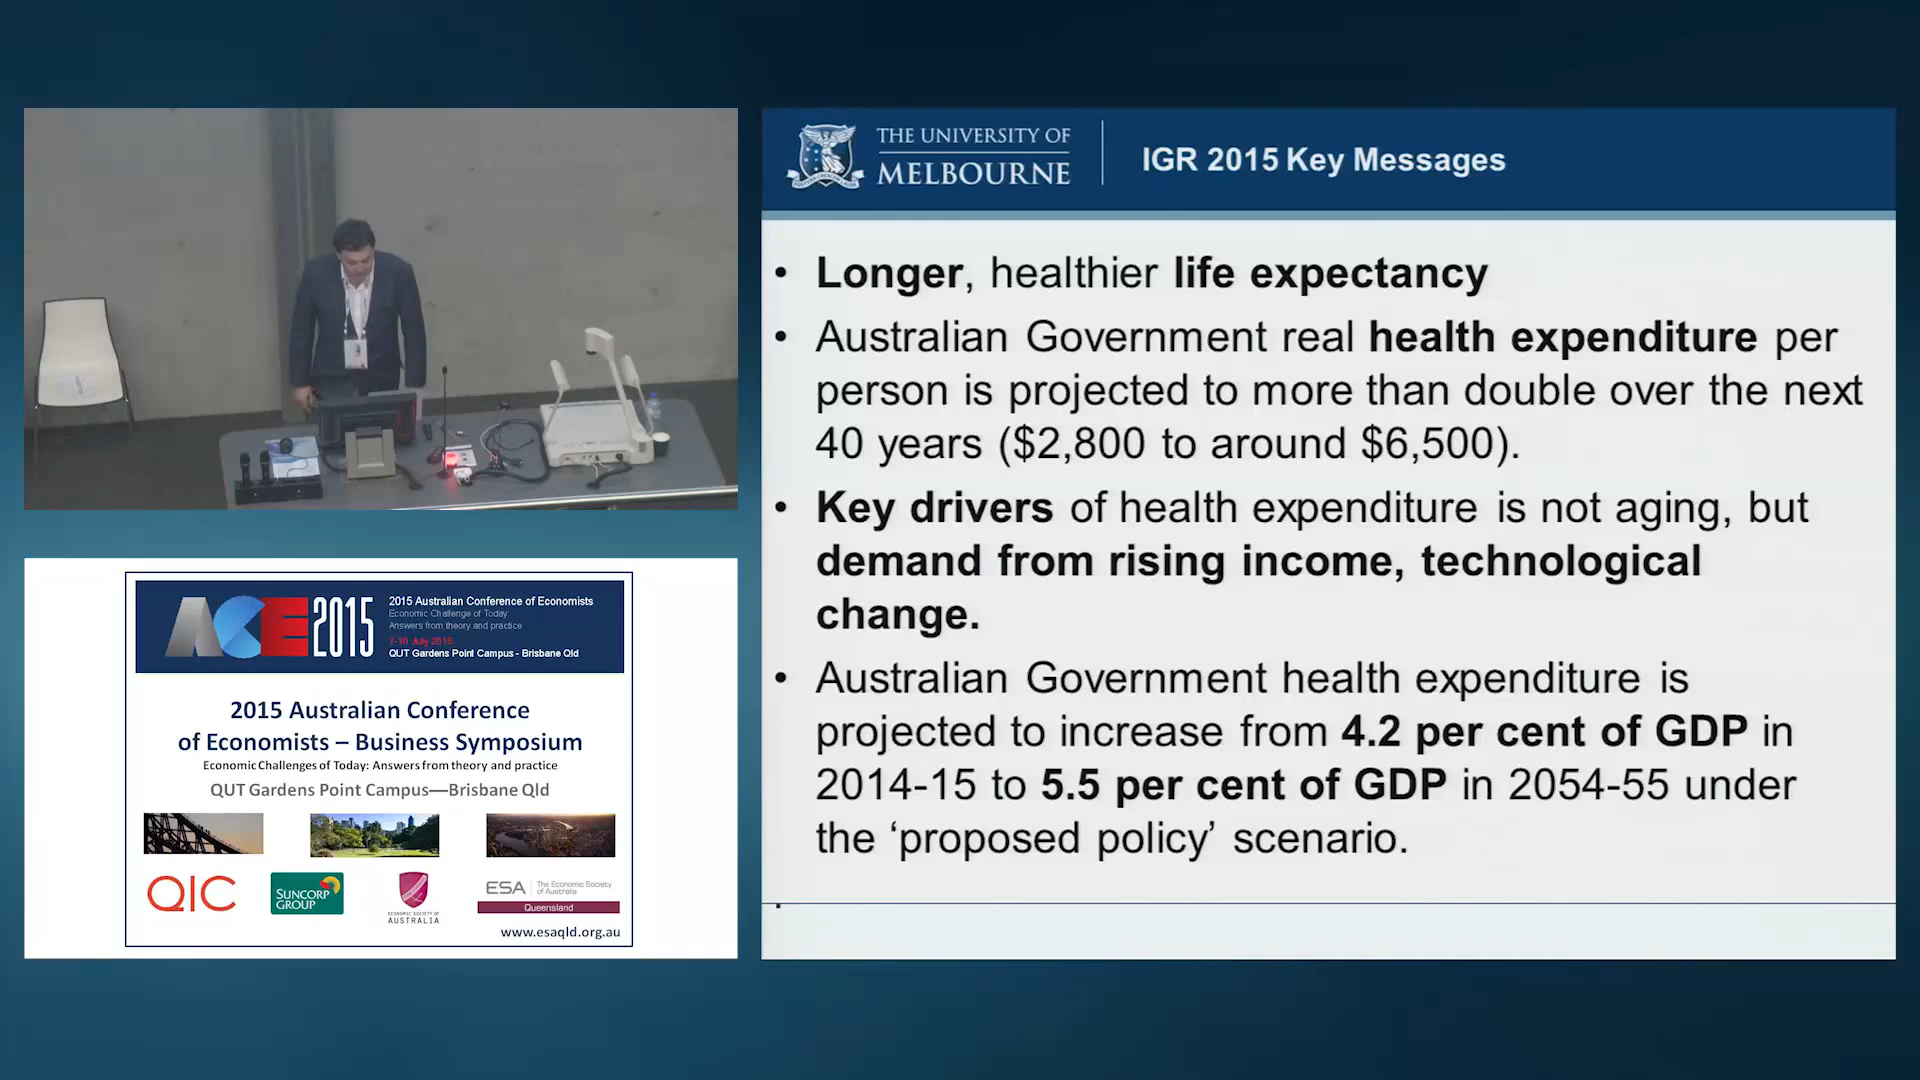 THE UNIVERSITY OF
MELBOURNE
IGR 2015 Key Messages
• Longer, healthier life expectancy
• Australian Government real health expenditure per
person is projected to more than double over the next
40 years ($2,800 to around $6,500).
• Key drivers of health expenditure is not aging, but
demand from rising income, technological
change.
• Australian Government health expenditure is
projected to increase from 4.2 per cent of GDP in
2014-15 to 5.5 per cent of GDP in 2054-55 under
the ‘proposed policy’ scenario.
ACE 2015
2015 Australian Conference of Economists
Economic Challenge of Today:
Answers from theory and practice
7-10 July 2015
QUT Gardens Point Campus - Brisbane Qld
2015 Australian Conference
of Economists – Business Symposium
Economic Challenges of Today: Answers from theory and practice
QUT Gardens Point Campus—Brisbane Qld
QIC
SUNCORP
GROUP
ECONOMIC SOCIETY OF
AUSTRALIA
ESA The Economic Society
of Australia
Queensland
www.esaqld.org.au